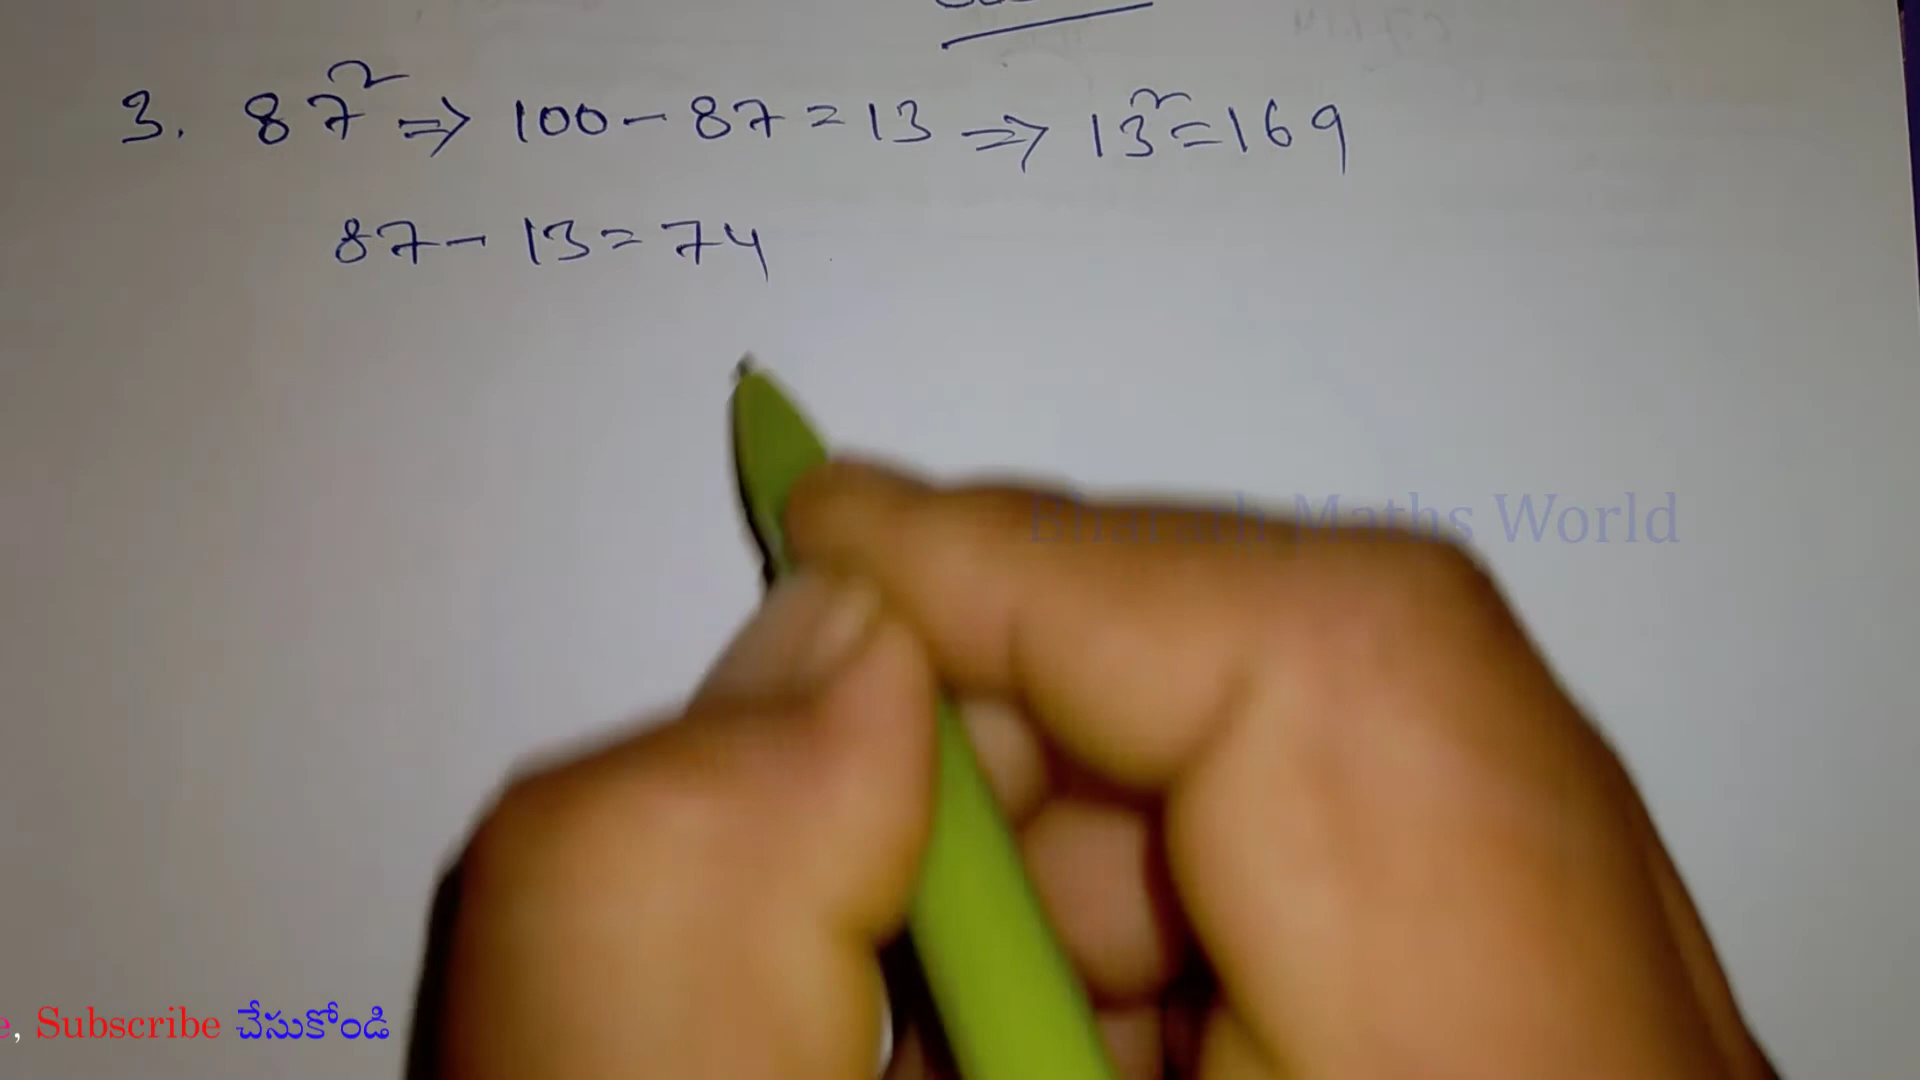 3. 87² ⇒ 100 - 87 = 13 ⇒ 13² = 169
87 - 13 = 74
Bharath Maths World
, Subscribe చేసుకోండి